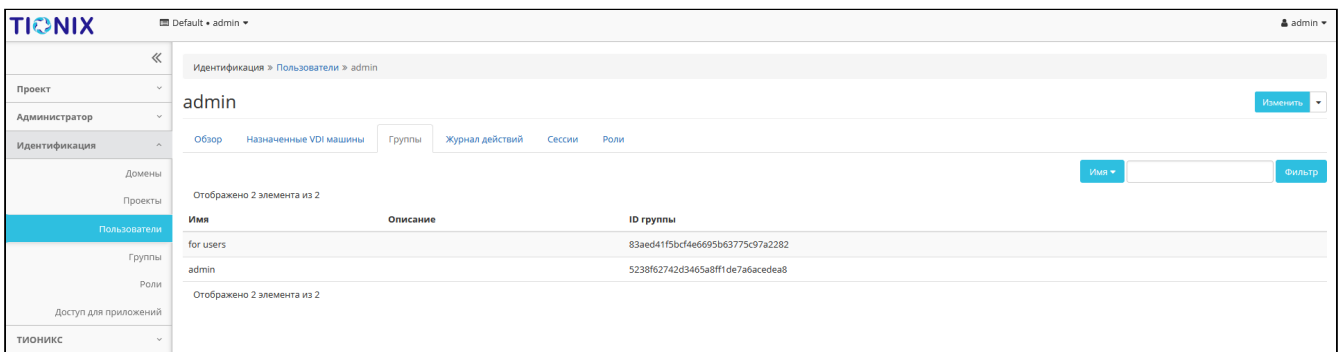 TIONIX
Default • admin
admin
Идентификация » Пользователи » admin
Проект
Администратор
Идентификация
Домены
Проекты
Пользователи
Группы
Роли
Доступ для приложений
ТИОНИКС
admin
Изменить
Обзор Назначенные VDI машины Группы Журнал действий Сессии Роли
Имя Фильтр
Отображено 2 элемента из 2
Имя Описание ID группы
for users 83aed41f5bcf4e6695b63775c97a2282
admin 5238f62742d3465a8ff1de7a6acedea8
Отображено 2 элемента из 2